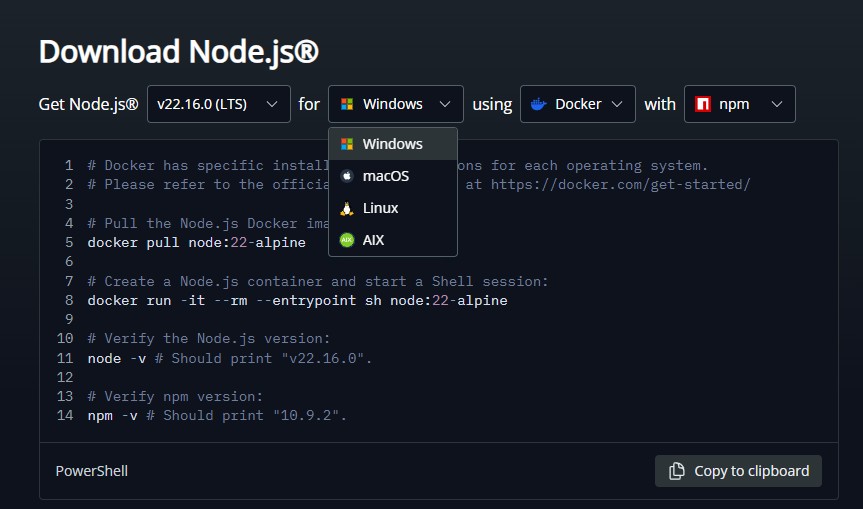 Download Node.js®
Get Node.js® v22.16.0 (LTS) for Windows using Docker with npm
Windows
macOS
Linux
AIX
1 # Docker has specific install ons for each operating system.
2 # Please refer to the officia at https://docker.com/get-started/
3
4 # Pull the Node.js Docker ima
5 docker pull node:22-alpine
6
7 # Create a Node.js container and start a Shell session:
8 docker run -it --rm --entrypoint sh node:22-alpine
9
10 # Verify the Node.js version:
11 node -v # Should print "v22.16.0".
12
13 # Verify npm version:
14 npm -v # Should print "10.9.2".
PowerShell
Copy to clipboard